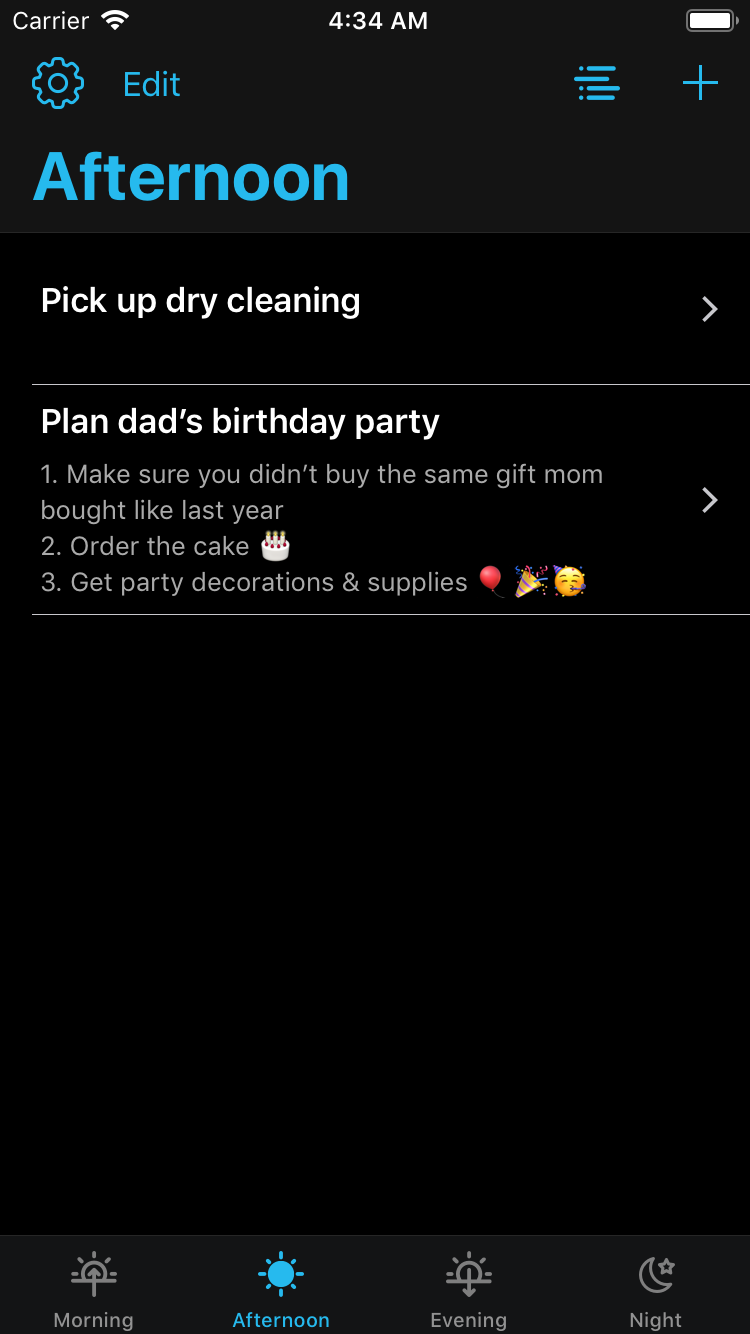 Carrier 4:34 AM
Edit
Afternoon
Pick up dry cleaning
Plan dad’s birthday party
1. Make sure you didn’t buy the same gift mom
bought like last year
2. Order the cake 🎂
3. Get party decorations & supplies 🎈🎉🥳
Morning Afternoon Evening Night